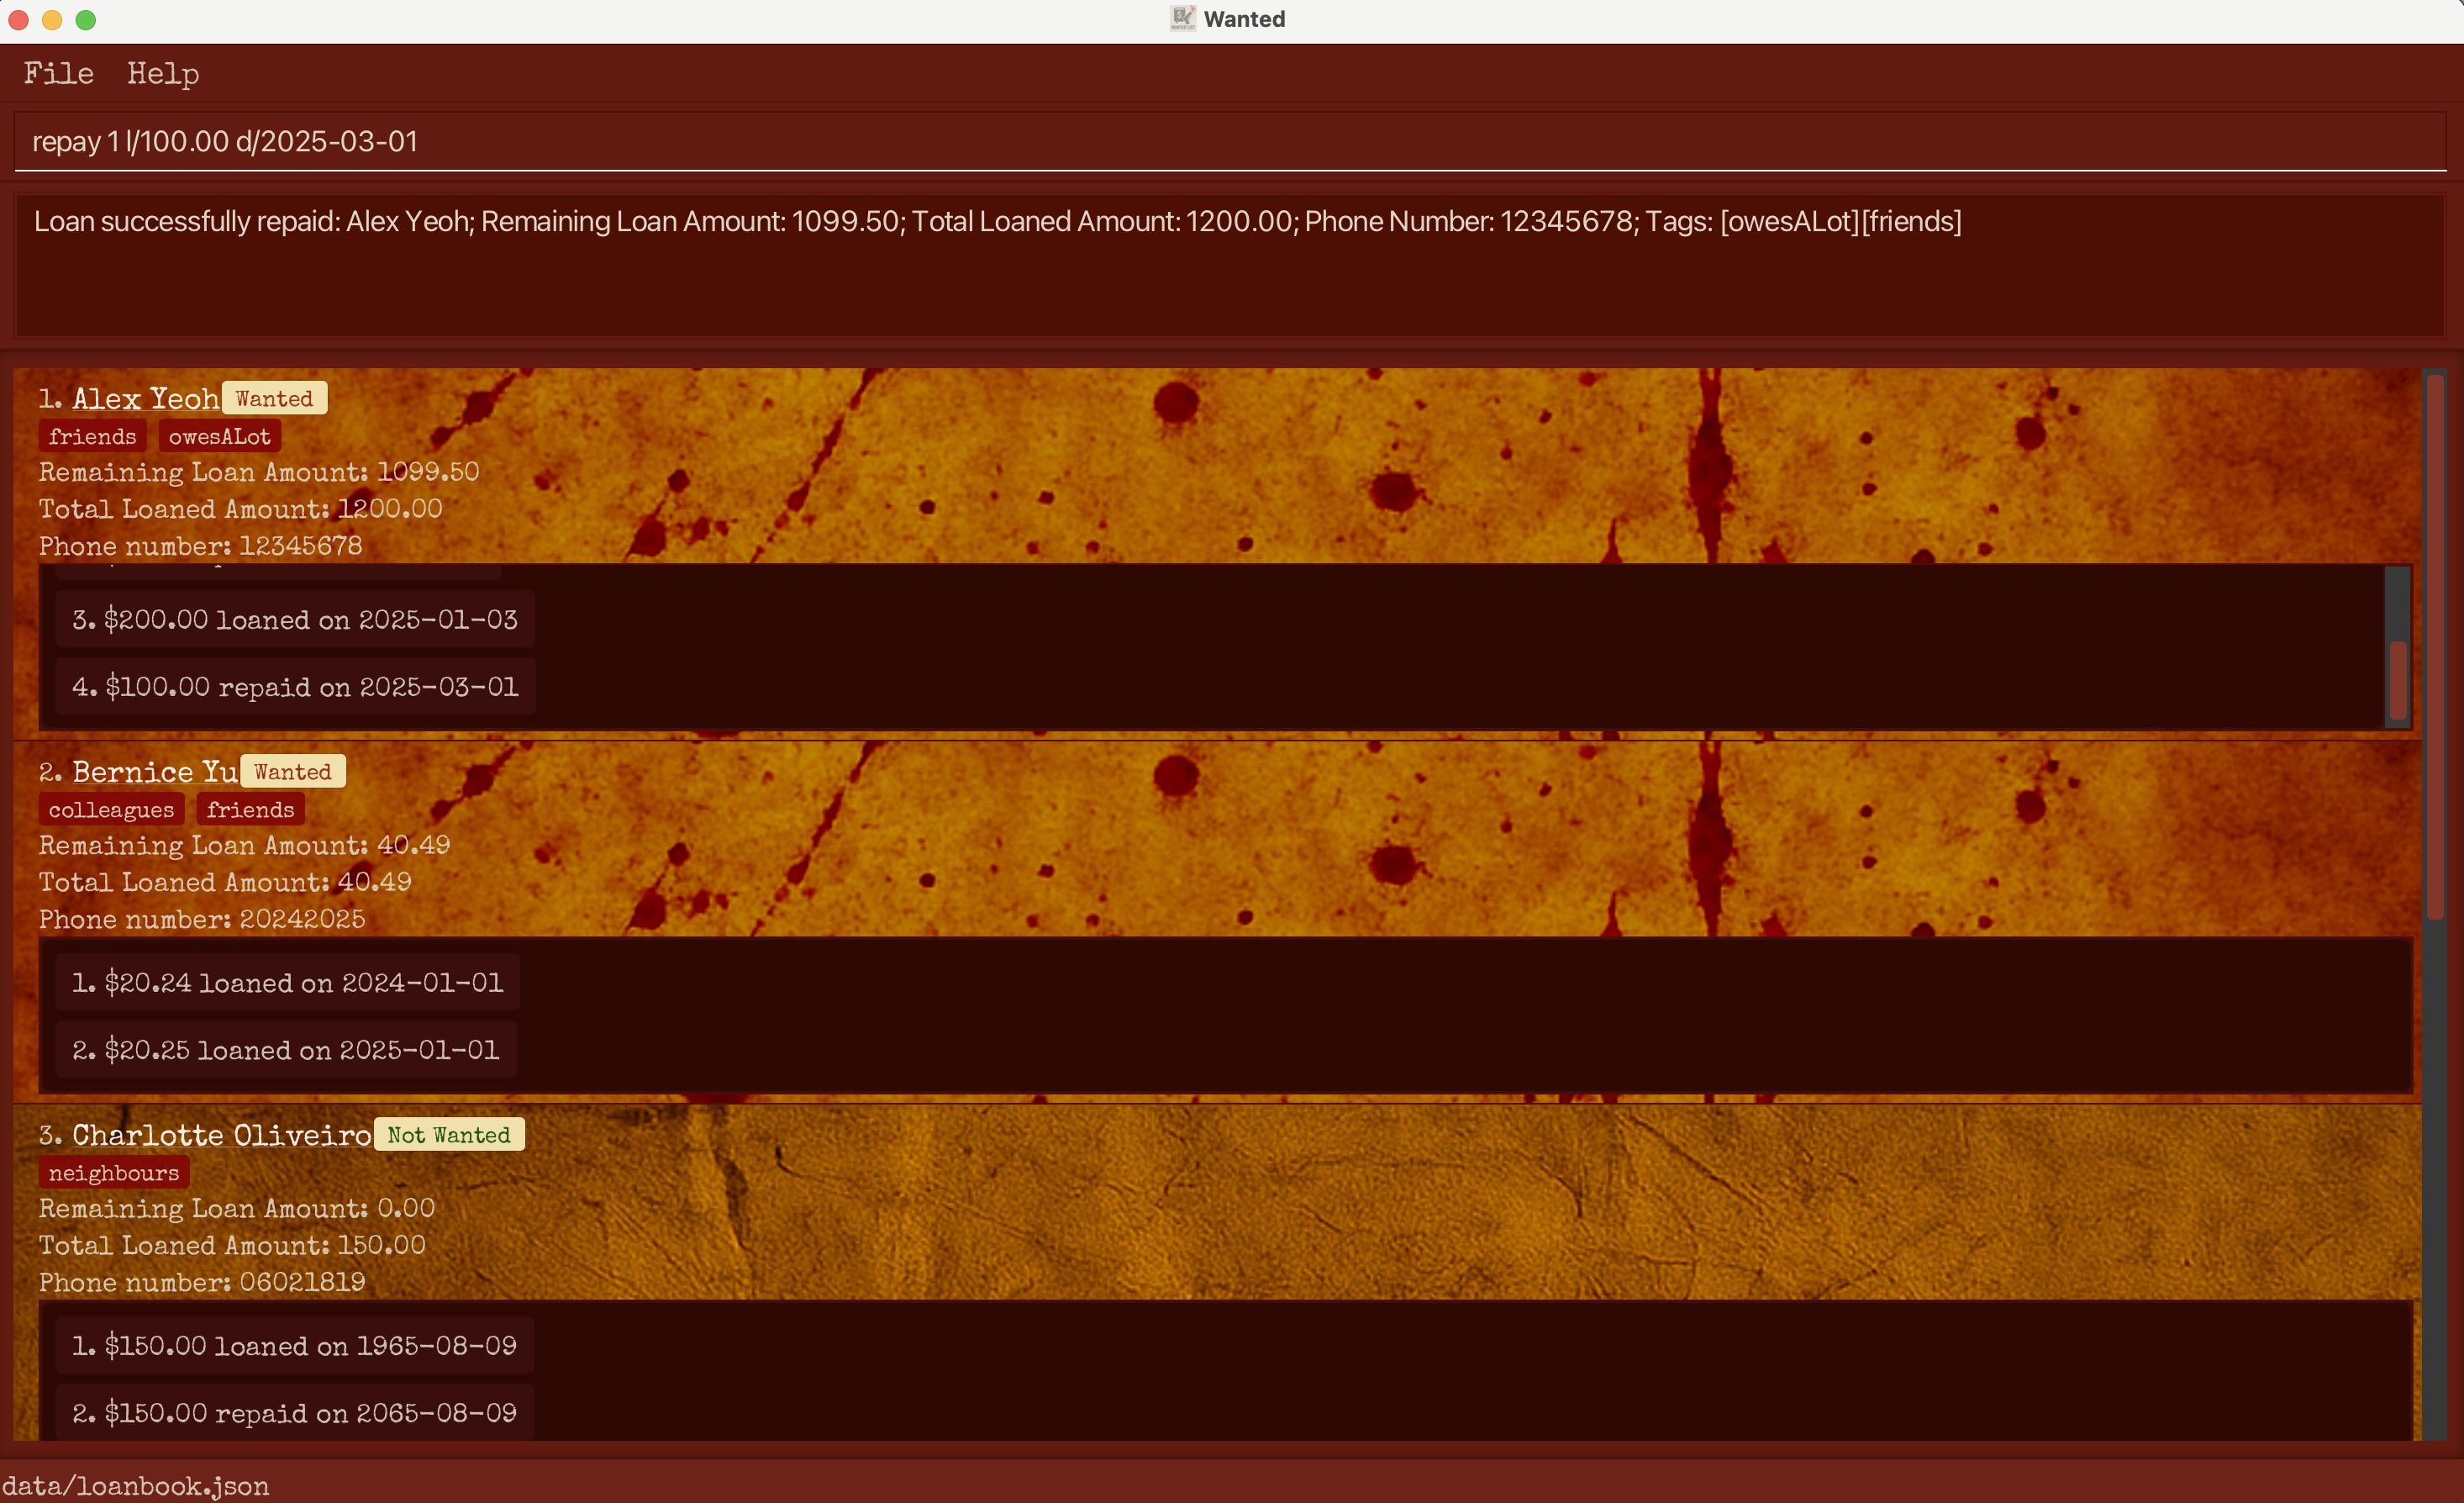 Wanted
File Help
repay 1 l/100.00 d/2025-03-01
Loan successfully repaid: Alex Yeoh; Remaining Loan Amount: 1099.50; Total Loaned Amount: 1200.00; Phone Number: 12345678; Tags: [owesALot][friends]
1. Alex Yeoh Wanted
friends owesALot
Remaining Loan Amount: 1099.50
Total Loaned Amount: 1200.00
Phone number: 12345678
3. $200.00 loaned on 2025-01-03
4. $100.00 repaid on 2025-03-01
2. Bernice Yu Wanted
colleagues friends
Remaining Loan Amount: 40.49
Total Loaned Amount: 40.49
Phone number: 20242025
1. $20.24 loaned on 2024-01-01
2. $20.25 loaned on 2025-01-01
3. Charlotte Oliveiro Not Wanted
neighbours
Remaining Loan Amount: 0.00
Total Loaned Amount: 150.00
Phone number: 06021819
1. $150.00 loaned on 1965-08-09
2. $150.00 repaid on 2065-08-09
data/loanbook.json